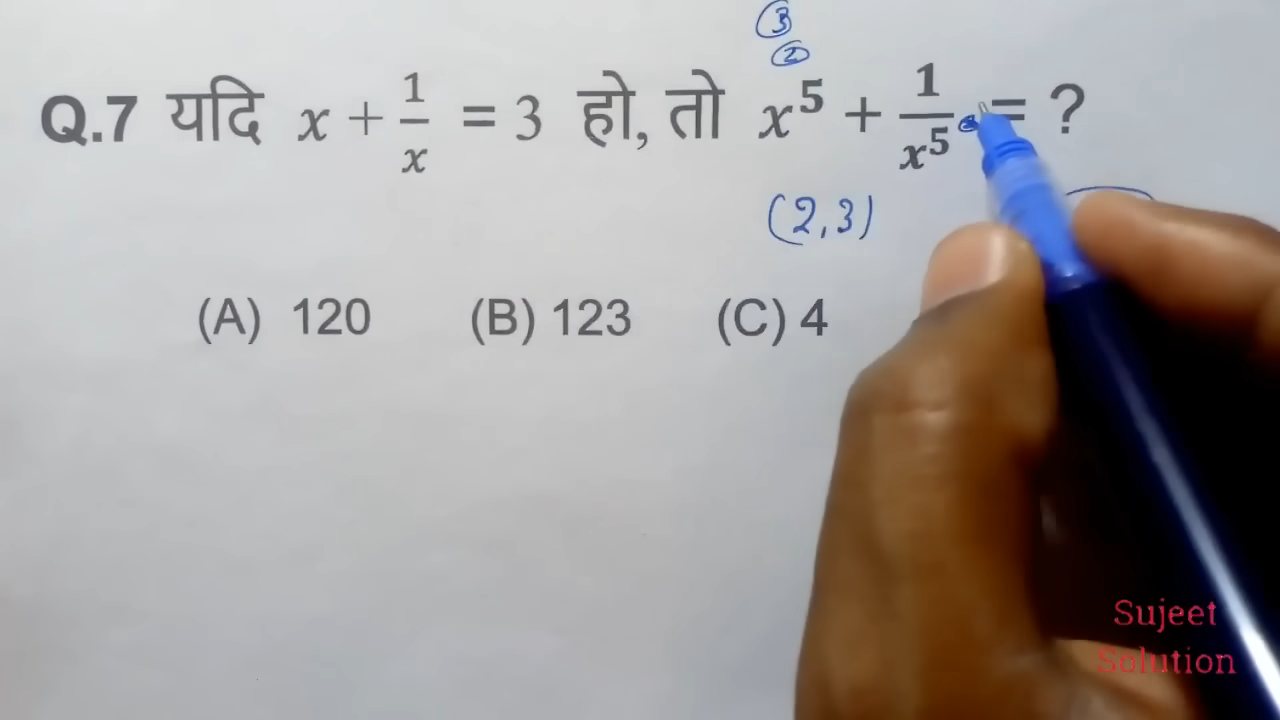 ③
②
Q.7 यदि x + 1/x = 3 हो, तो x⁵ + 1/x⁵ = ?
(2,3)
(A) 120 (B) 123 (C) 4
Sujeet
Solution